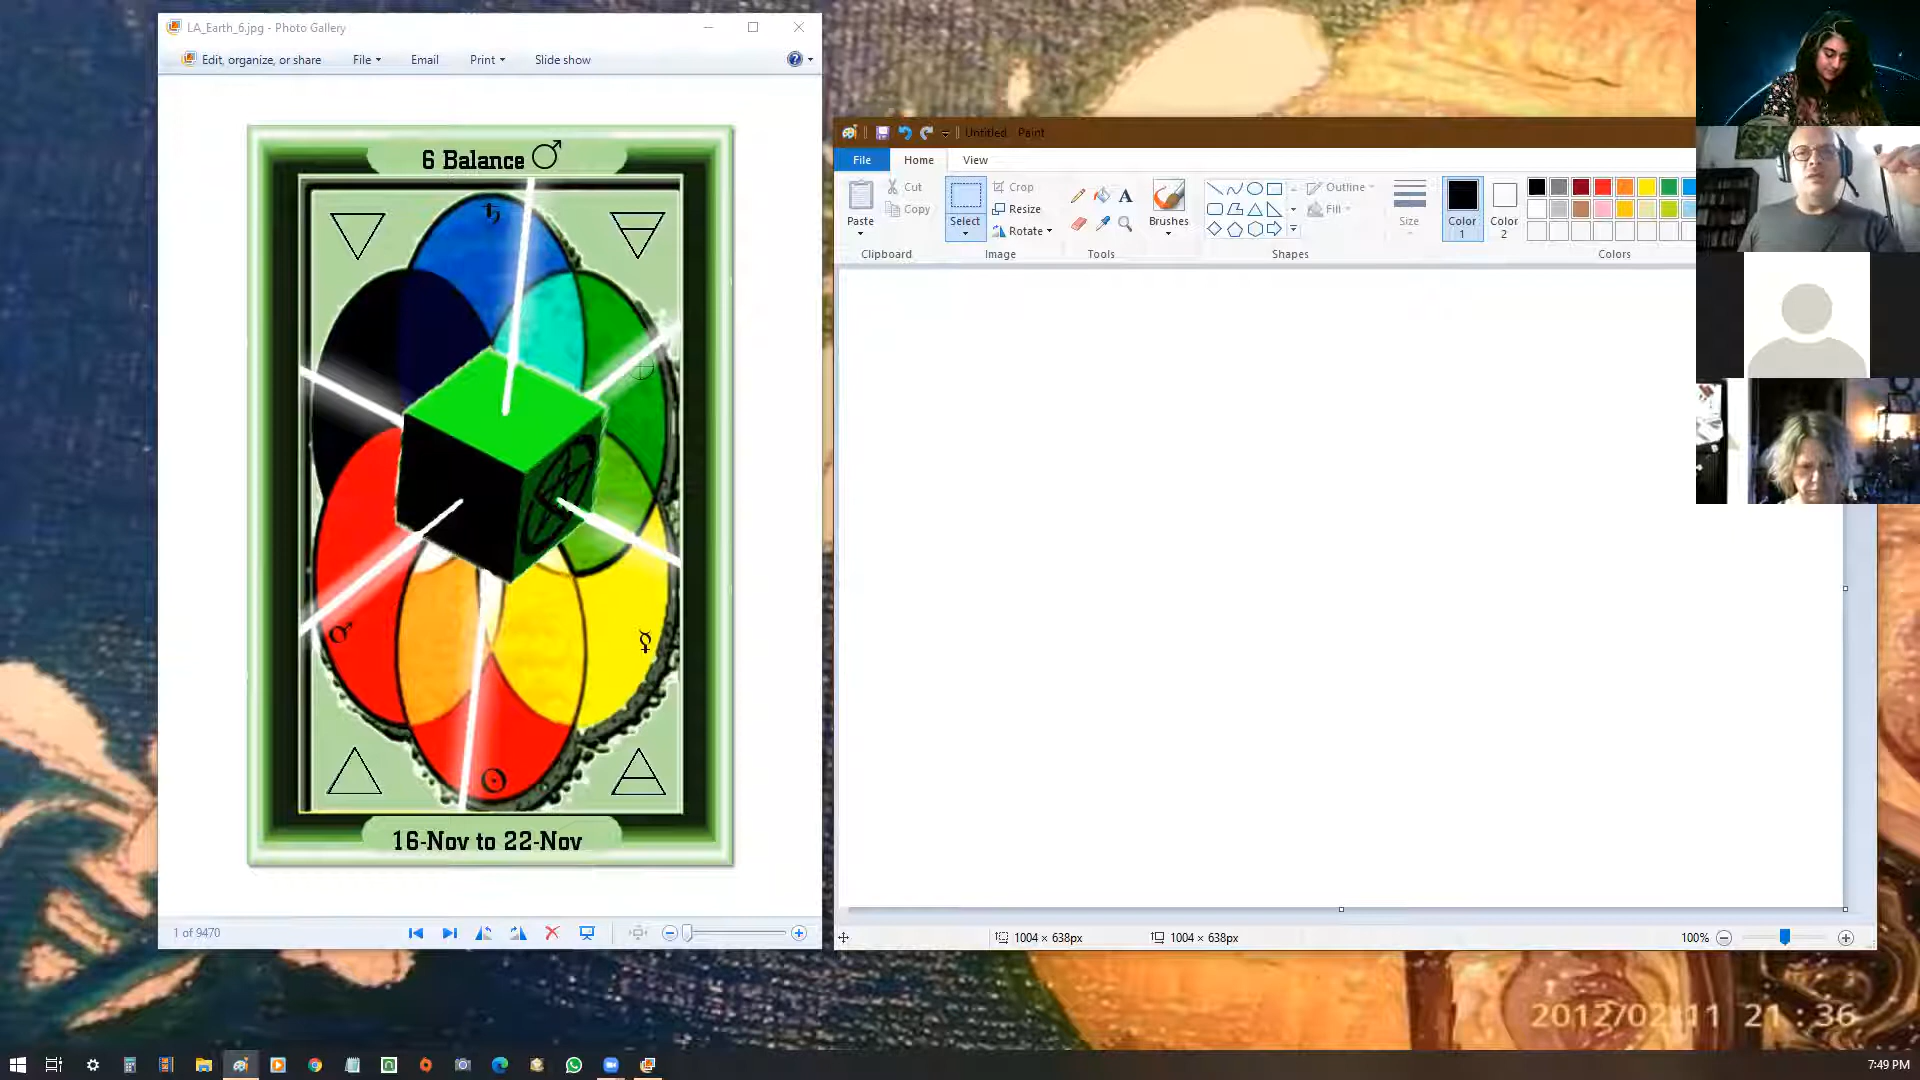 LA_Earth_6.jpg - Photo Gallery
Edit, organize, or share
File
Email
Print
Slide show
6 Balance ♂
♄
♂
☿
☉
16-Nov to 22-Nov
1 of 9470
Untitled - Paint
File
Home
View
Paste
Cut
Copy
Clipboard
Select
Crop
Resize
Rotate
Image
A
Tools
Brushes
Shapes
Outline
Fill
Size
Color
1
Color
2
Colors
1004 × 638px
1004 × 638px
100%
2012/02/11 21:36
7:49 PM